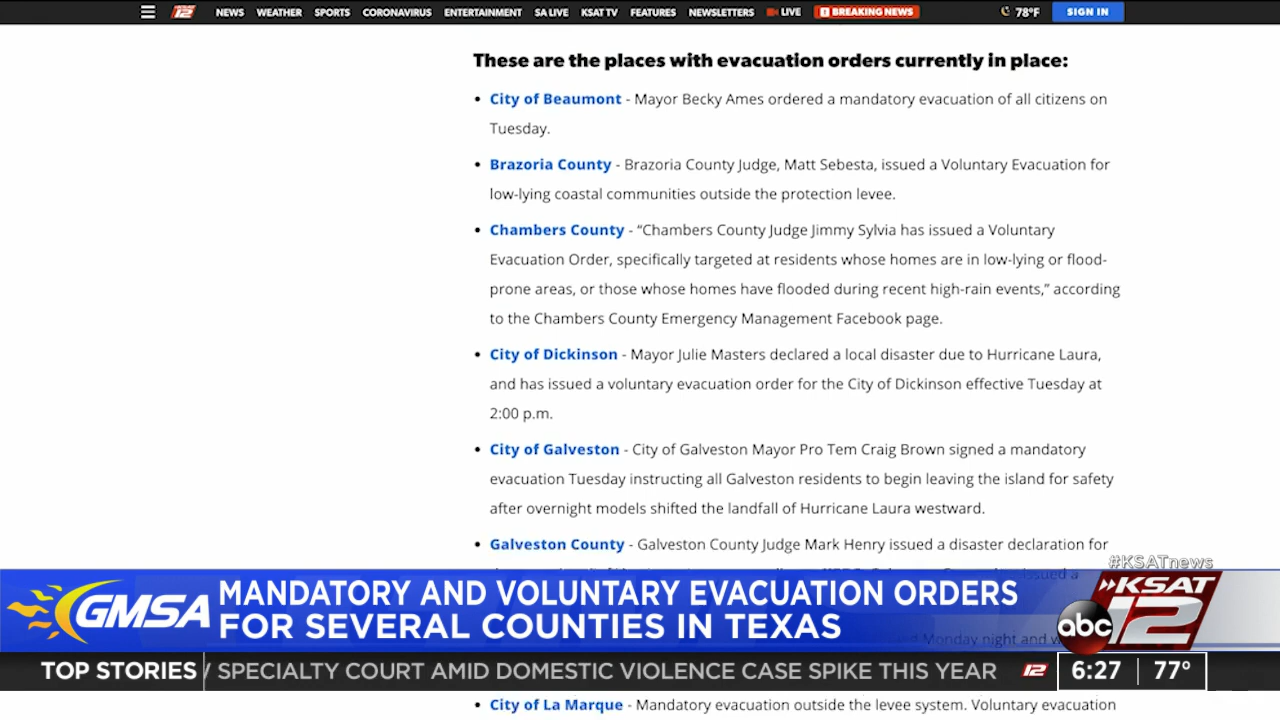 12 NEWS WEATHER SPORTS CORONAVIRUS ENTERTAINMENT SA LIVE KSAT TV FEATURES NEWSLETTERS LIVE BREAKING NEWS 78°F SIGN IN
These are the places with evacuation orders currently in place:
• City of Beaumont - Mayor Becky Ames ordered a mandatory evacuation of all citizens on
Tuesday.
• Brazoria County - Brazoria County Judge, Matt Sebesta, issued a Voluntary Evacuation for
low-lying coastal communities outside the protection levee.
• Chambers County - “Chambers County Judge Jimmy Sylvia has issued a Voluntary
Evacuation Order, specifically targeted at residents whose homes are in low-lying or flood-
prone areas, or those whose homes have flooded during recent high-rain events,” according
to the Chambers County Emergency Management Facebook page.
• City of Dickinson - Mayor Julie Masters declared a local disaster due to Hurricane Laura,
and has issued a voluntary evacuation order for the City of Dickinson effective Tuesday at
2:00 p.m.
• City of Galveston - City of Galveston Mayor Pro Tem Craig Brown signed a mandatory
evacuation Tuesday instructing all Galveston residents to begin leaving the island for safety
after overnight models shifted the landfall of Hurricane Laura westward.
• Galveston County - Galveston County Judge Mark Henry issued a disaster declaration for
#KSATnews
issued a
GMSA MANDATORY AND VOLUNTARY EVACUATION ORDERS
FOR SEVERAL COUNTIES IN TEXAS
Monday night and
abc KSAT 12
TOP STORIES / SPECIALTY COURT AMID DOMESTIC VIOLENCE CASE SPIKE THIS YEAR 12 6:27 77°
• City of La Marque - Mandatory evacuation outside the levee system. Voluntary evacuation